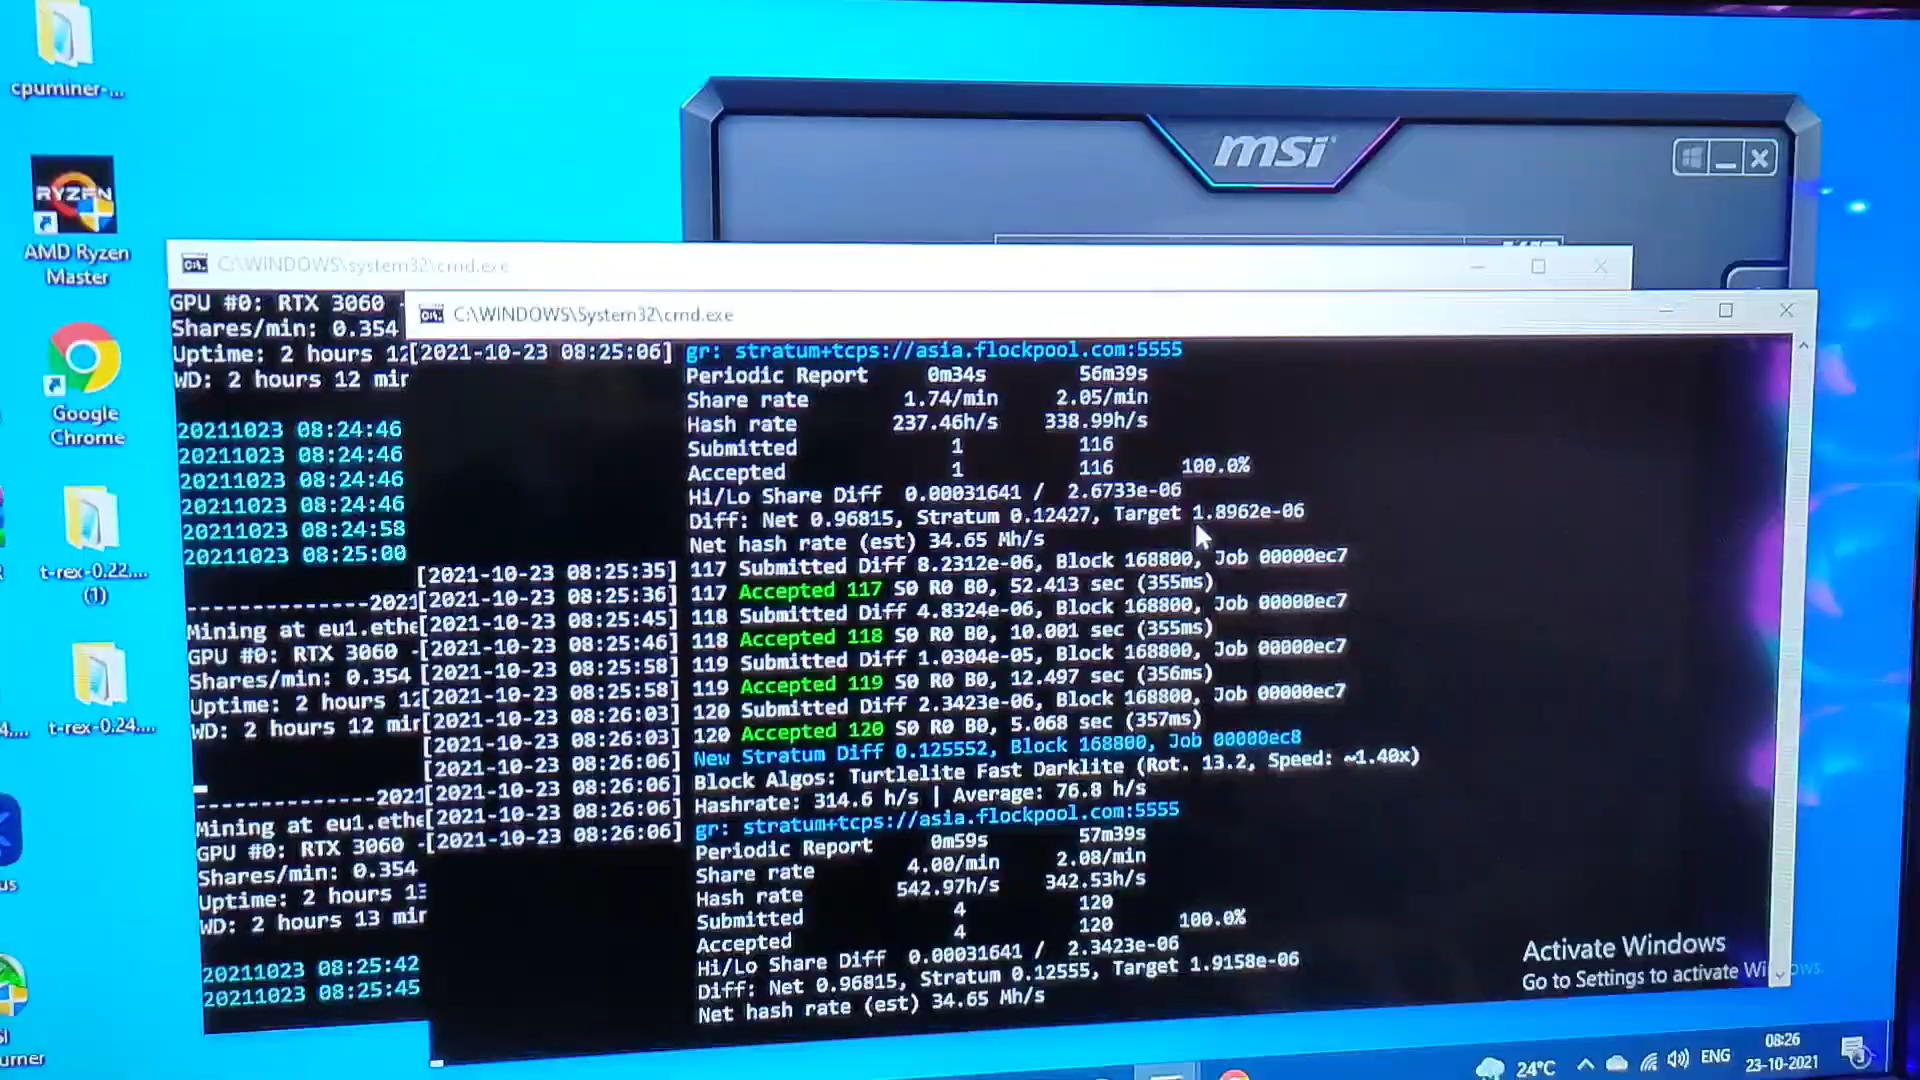 cpuminer-...
RYZEN
AMD Ryzen
Master
Google
Chrome
t-rex-0.22....
(1)
t-rex-0.24....
msi
C:\WINDOWS\system32\cmd.exe
GPU #0: RTX 3060 -
Shares/min: 0.354
Uptime: 2 hours 12
WD: 2 hours 12 mir
20211023 08:24:46
20211023 08:24:46
20211023 08:24:46
20211023 08:24:46
20211023 08:24:58
20211023 08:25:00
---------------2021
Mining at eu1.ethe
GPU #0: RTX 3060 -
Shares/min: 0.354
Uptime: 2 hours 12
WD: 2 hours 12 mir
---------------2021
Mining at eu1.ethe
GPU #0: RTX 3060 -
Shares/min: 0.354
Uptime: 2 hours 13
WD: 2 hours 13 mir
20211023 08:25:42
20211023 08:25:45
C:\WINDOWS\System32\cmd.exe
[2021-10-23 08:25:06] gr: stratum+tcps://asia.flockpool.com:5555
Periodic Report 0m34s 56m39s
Share rate 1.74/min 2.05/min
Hash rate 237.46h/s 338.99h/s
Submitted 1 116
Accepted 1 116 100.0%
Hi/Lo Share Diff 0.00031641 / 2.6733e-06
Diff: Net 0.96815, Stratum 0.12427, Target 1.8962e-06
Net hash rate (est) 34.65 Mh/s
[2021-10-23 08:25:35] 117 Submitted Diff 8.2312e-06, Block 168800, Job 00000ec7
[2021-10-23 08:25:36] 117 Accepted 117 S0 R0 B0, 52.413 sec (355ms)
[2021-10-23 08:25:45] 118 Submitted Diff 4.8324e-06, Block 168800, Job 00000ec7
[2021-10-23 08:25:46] 118 Accepted 118 S0 R0 B0, 10.001 sec (355ms)
[2021-10-23 08:25:58] 119 Submitted Diff 1.0304e-05, Block 168800, Job 00000ec7
[2021-10-23 08:25:58] 119 Accepted 119 S0 R0 B0, 12.497 sec (356ms)
[2021-10-23 08:26:03] 120 Submitted Diff 2.3423e-06, Block 168800, Job 00000ec7
[2021-10-23 08:26:03] 120 Accepted 120 S0 R0 B0, 5.068 sec (357ms)
[2021-10-23 08:26:06] New Stratum Diff 0.125552, Block 168800, Job 00000ec8
[2021-10-23 08:26:06] Block Algos: Turtlelite Fast Darklite (Rot. 13.2, Speed: ~1.40x)
[2021-10-23 08:26:06] Hashrate: 314.6 h/s | Average: 76.8 h/s
[2021-10-23 08:26:06] gr: stratum+tcps://asia.flockpool.com:5555
Periodic Report 0m59s 57m39s
Share rate 4.00/min 2.08/min
Hash rate 542.97h/s 342.53h/s
Submitted 4 120
Accepted 4 120 100.0%
Hi/Lo Share Diff 0.00031641 / 2.3423e-06
Diff: Net 0.96815, Stratum 0.12555, Target 1.9158e-06
Net hash rate (est) 34.65 Mh/s
Activate Windows
Go to Settings to activate Windows.
24°C
ENG
08:26
23-10-2021